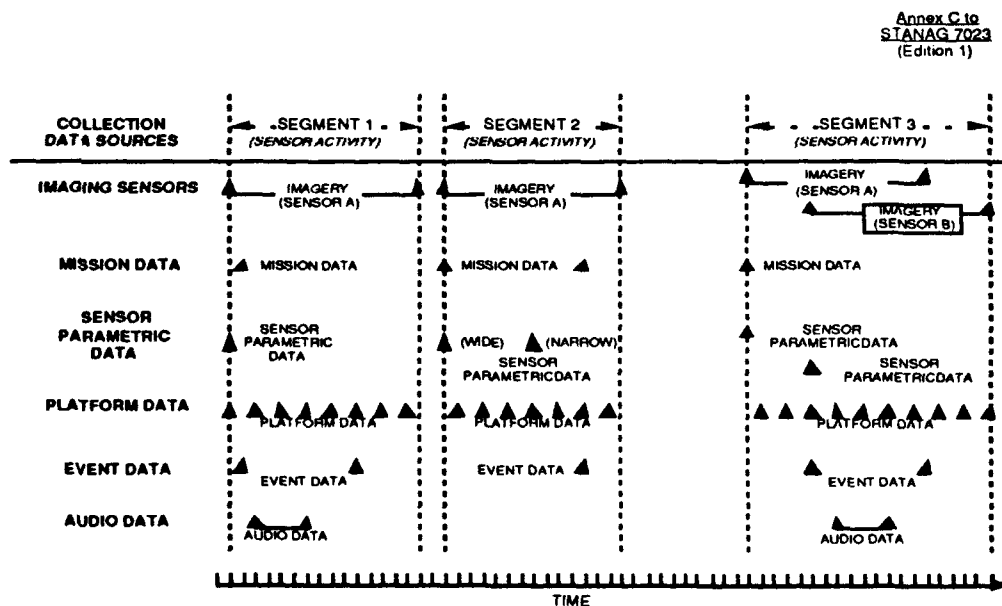 Annex C to
STANAG 7023
(Edition 1)
COLLECTION
DATA SOURCES
SEGMENT 1
(SENSOR ACTIVITY)
SEGMENT 2
(SENSOR ACTIVITY)
SEGMENT 3
(SENSOR ACTIVITY)
IMAGING SENSORS
IMAGERY
(SENSOR A)
IMAGERY
(SENSOR A)
IMAGERY
(SENSOR A)
IMAGERY
(SENSOR B)
MISSION DATA
MISSION DATA
MISSION DATA
MISSION DATA
SENSOR
PARAMETRIC
DATA
SENSOR
PARAMETRIC
DATA
(WIDE)
(NARROW)
SENSOR
PARAMETRICDATA
SENSOR
PARAMETRICDATA
SENSOR
PARAMETRICDATA
PLATFORM DATA
PLATFORM DATA
PLATFORM DATA
PLATFORM DATA
EVENT DATA
EVENT DATA
EVENT DATA
EVENT DATA
AUDIO DATA
AUDIO DATA
AUDIO DATA
TIME